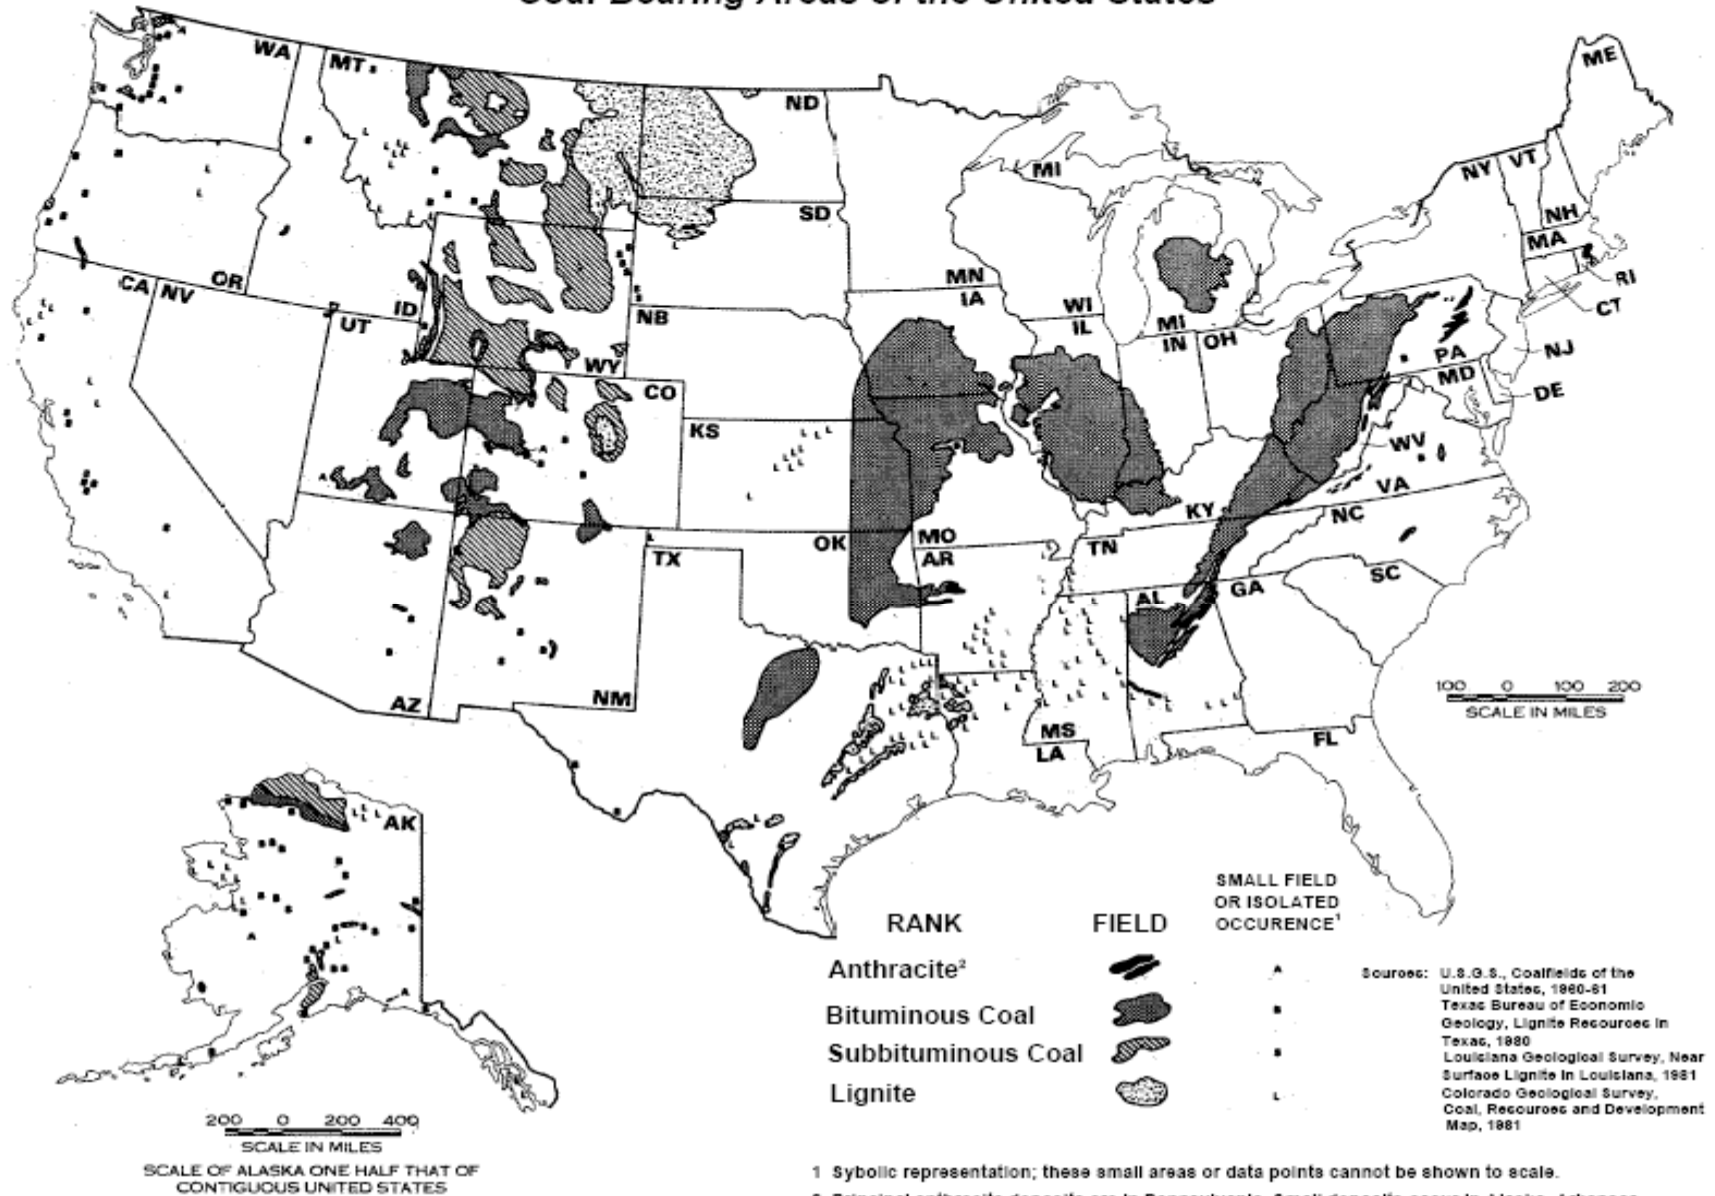 Coal Bearing Areas of the United States
WA
MT
ND
ME
MI
NY
VT
NH
SD
MN
MA
RI
CT
OR
CA
NV
ID
UT
WY
NB
IA
WI
IL
MI
IN
OH
PA
NJ
MD
DE
CO
KS
WV
VA
KY
NC
OK
MO
TX
AR
TN
SC
AL
GA
AZ
NM
MS
LA
FL
AK
100 0 100 200
SCALE IN MILES
RANK
FIELD
SMALL FIELD
OR ISOLATED
OCCURENCE¹
Anthracite²
A
Bituminous Coal
Subbituminous Coal
Lignite
L
Sources: U.S.G.S., Coalfields of the
United States, 1960-61
Texas Bureau of Economic
Geology, Lignite Resources in
Texas, 1980
Louisiana Geological Survey, Near
Surface Lignite in Louisiana, 1981
Colorado Geological Survey,
Coal, Resources and Development
Map, 1981
200 0 200 400
SCALE IN MILES
SCALE OF ALASKA ONE HALF THAT OF
CONTIGUOUS UNITED STATES
1 Sybolic representation; these small areas or data points cannot be shown to scale.